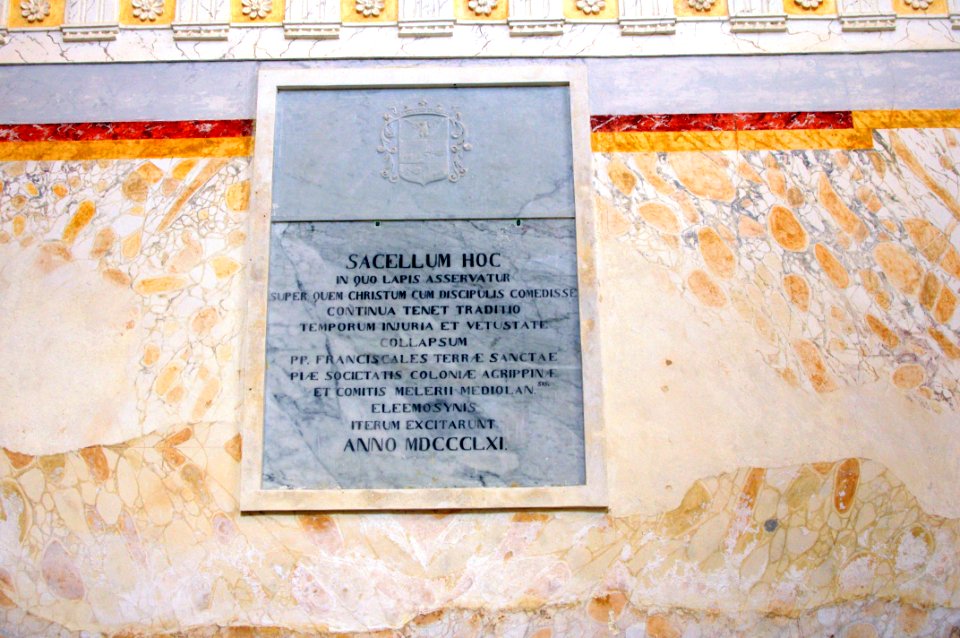 SACELLUM HOC
IN QUO LAPIS ASSERVATUR
SUPER QUEM CHRISTUM CUM DISCIPULIS COMEDISSE
CONTINUA TENET TRADITIO
TEMPORUM INJURIA ET VETUSTATE
COLLAPSUM
PP. FRANCISCALES TERRÆ SANCTAE
PIÆ SOCIETATIS COLONIÆ AGRIPPINÆ
ET COMITIS MELERII MEDIOLAN.
ELEEMOSYNIS
ITERUM EXCITARUNT
ANNO MDCCCLXI.